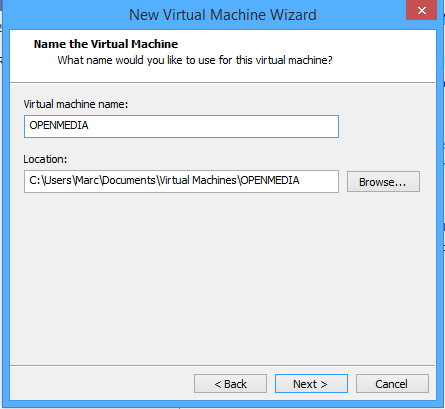 New Virtual Machine Wizard
Name the Virtual Machine
What name would you like to use for this virtual machine?
Virtual machine name:
OPENMEDIA
Location:
C:\Users\Marc\Documents\Virtual Machines\OPENMEDIA
Browse...
< Back
Next >
Cancel